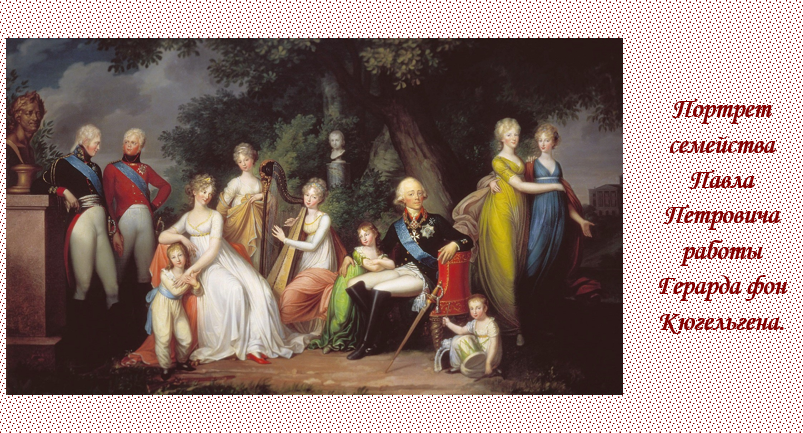 Портрет
семейства
Павла
Петровича
работы
Герарда фон
Кюгельгена.